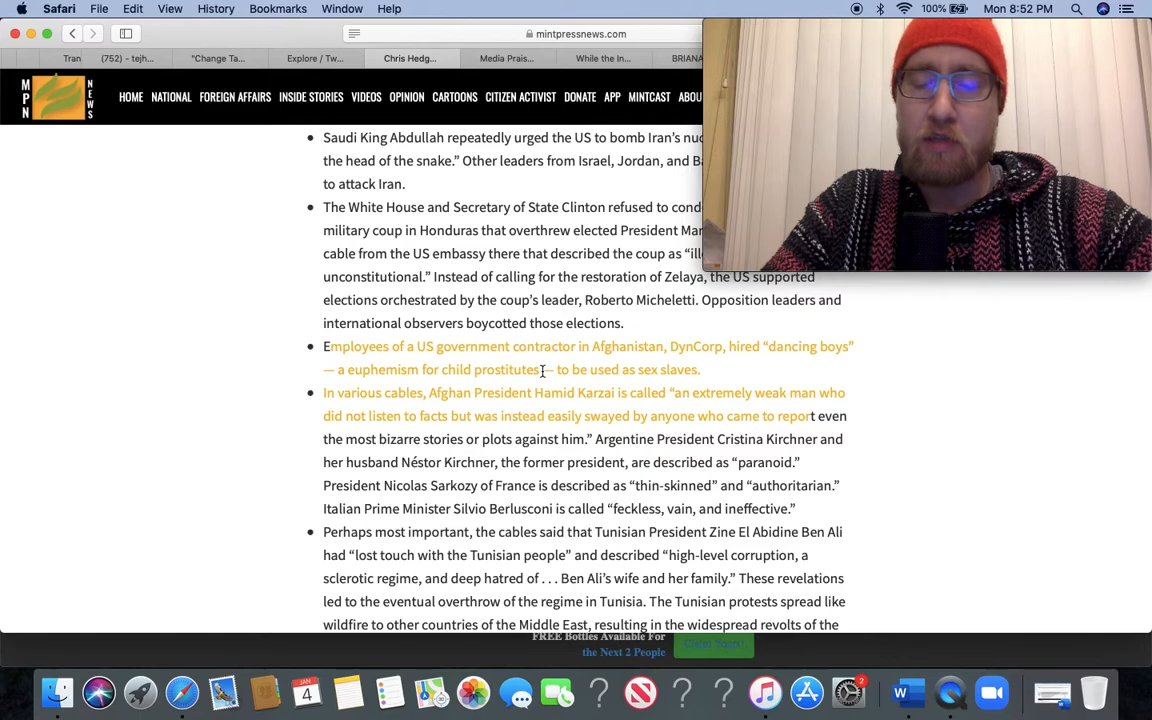 Safari File Edit View History Bookmarks Window Help 100% Mon 8:52 PM
mintpressnews.com
Tran (752) – tejh... "Change Ta... Explore / Tw... Chris Hedg... Media Prais... While the In... BRIANA
MPN NEWS HOME NATIONAL FOREIGN AFFAIRS INSIDE STORIES VIDEOS OPINION CARTOONS CITIZEN ACTIVIST DONATE APP MINTCAST ABOU
Saudi King Abdullah repeatedly urged the US to bomb Iran's nuc
the head of the snake." Other leaders from Israel, Jordan, and Ba
to attack Iran.
The White House and Secretary of State Clinton refused to cond
military coup in Honduras that overthrew elected President Man
cable from the US embassy there that described the coup as "ill
unconstitutional." Instead of calling for the restoration of Zelaya, the US supported
elections orchestrated by the coup's leader, Roberto Micheletti. Opposition leaders and
international observers boycotted those elections.
Employees of a US government contractor in Afghanistan, DynCorp, hired "dancing boys"
— a euphemism for child prostitutes — to be used as sex slaves.
In various cables, Afghan President Hamid Karzai is called "an extremely weak man who
did not listen to facts but was instead easily swayed by anyone who came to report even
the most bizarre stories or plots against him." Argentine President Cristina Kirchner and
her husband Néstor Kirchner, the former president, are described as "paranoid."
President Nicolas Sarkozy of France is described as "thin-skinned" and "authoritarian."
Italian Prime Minister Silvio Berlusconi is called "feckless, vain, and ineffective."
Perhaps most important, the cables said that Tunisian President Zine El Abidine Ben Ali
had "lost touch with the Tunisian people" and described "high-level corruption, a
sclerotic regime, and deep hatred of . . . Ben Ali's wife and her family." These revelations
led to the eventual overthrow of the regime in Tunisia. The Tunisian protests spread like
wildfire to other countries of the Middle East, resulting in the widespread revolts of the
FREE Bottles Available For
the Next 2 People
JAN
4
2